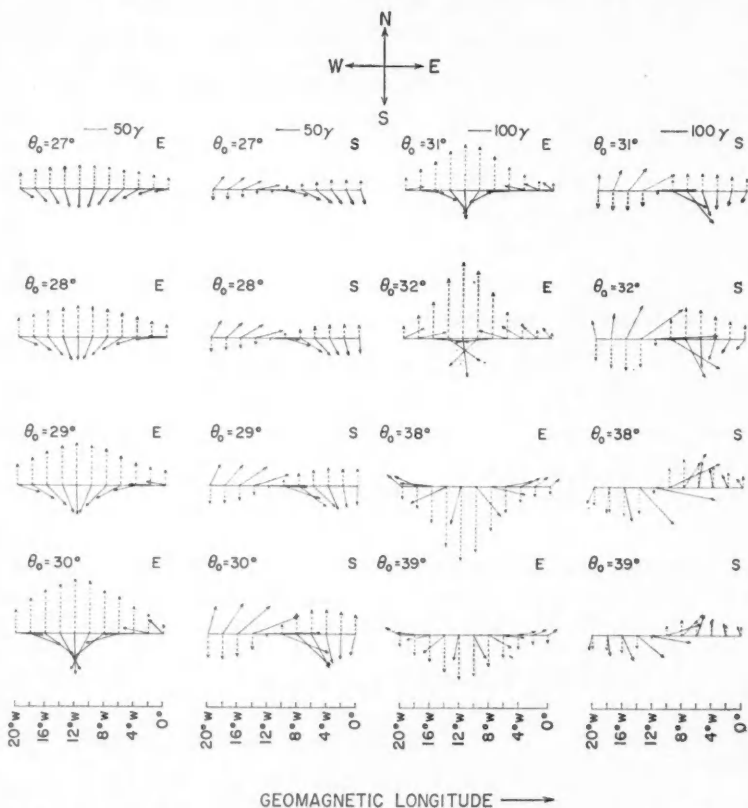 N
W E
S
50γ 50γ 100γ 100γ
θ₀=27° E θ₀=27° S θ₀=31° E θ₀=31° S
θ₀=28° E θ₀=28° S θ₀=32° E θ₀=32° S
θ₀=29° E θ₀=29° S θ₀=38° E θ₀=38° S
θ₀=30° E θ₀=30° S θ₀=39° E θ₀=39° S
20°W 16°W 12°W 8°W 4°W 0° 20°W 16°W 12°W 8°W 4°W 0° 20°W 16°W 12°W 8°W 4°W 0° 20°W 16°W 12°W 8°W 4°W 0°
GEOMAGNETIC LONGITUDE